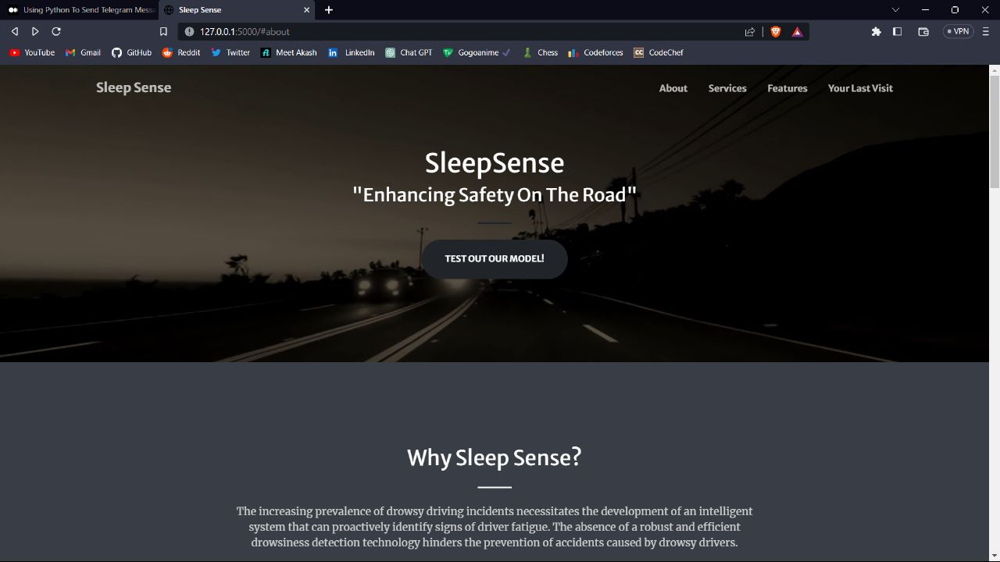 Using Python To Send Telegram Mess
Sleep Sense
127.0.0.1:5000/#about
VPN
YouTube
Gmail
GitHub
Reddit
Twitter
Meet Akash
LinkedIn
Chat GPT
Gogoanime
Chess
Codeforces
CC CodeChef
Sleep Sense
About
Services
Features
Your Last Visit
SleepSense
"Enhancing Safety On The Road"
TEST OUT OUR MODEL!
Why Sleep Sense?
The increasing prevalence of drowsy driving incidents necessitates the development of an intelligent
system that can proactively identify signs of driver fatigue. The absence of a robust and efficient
drowsiness detection technology hinders the prevention of accidents caused by drowsy drivers.